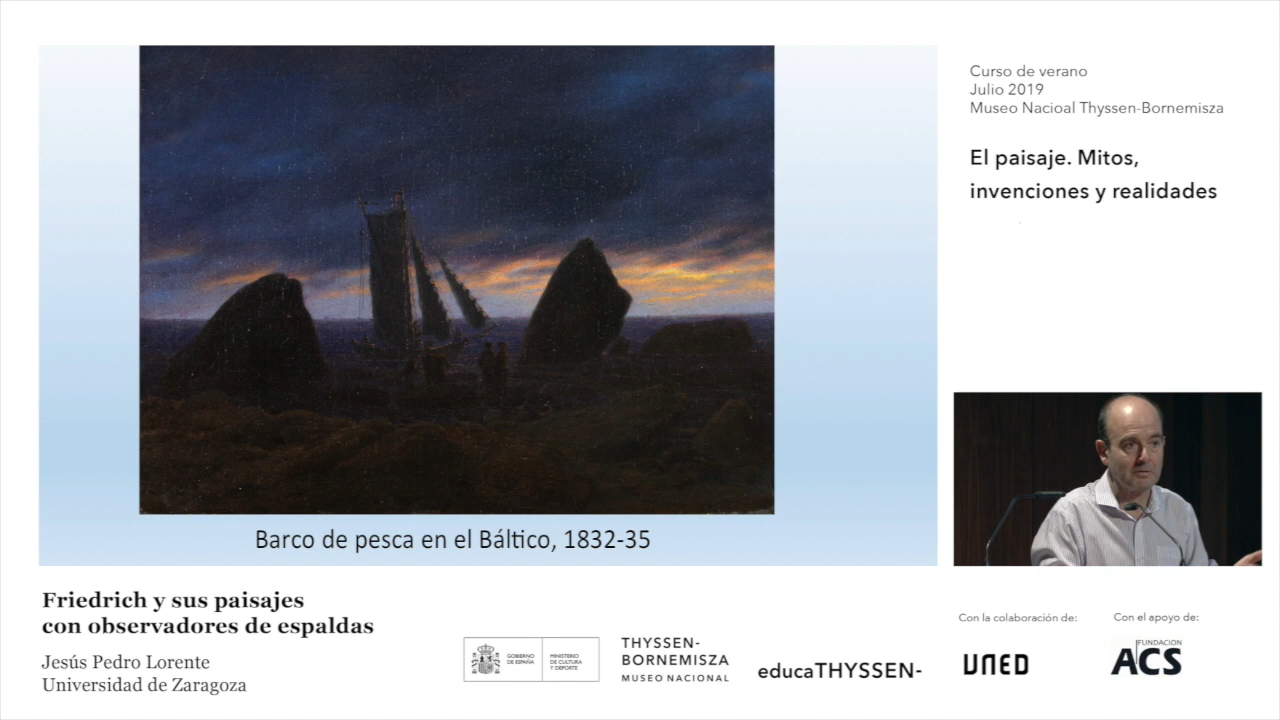 Curso de verano
Julio 2019
Museo Nacioal Thyssen-Bornemisza
El paisaje. Mitos,
invenciones y realidades
Barco de pesca en el Báltico, 1832-35
Friedrich y sus paisajes
con observadores de espaldas
Jesús Pedro Lorente
Universidad de Zaragoza
GOBIERNO
DE ESPAÑA
MINISTERIO
DE CULTURA
Y DEPORTE
THYSSEN-
BORNEMISZA
MUSEO NACIONAL
educaTHYSSEN-
Con la colaboración de:
UNED
Con el apoyo de:
FUNDACION
ACS